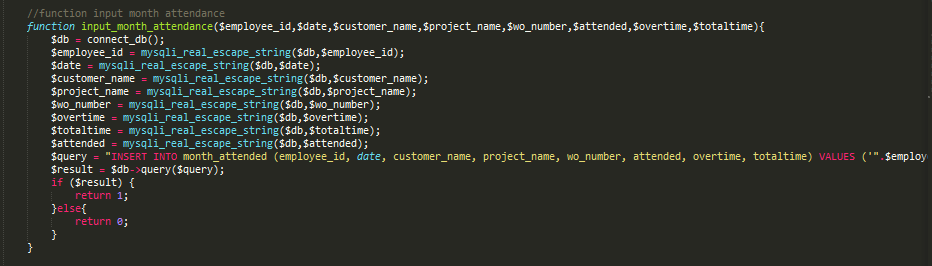 //function input month attendance
function input_month_attendance($employee_id,$date,$customer_name,$project_name,$wo_number,$attended,$overtime,$totaltime){
$db = connect_db();
$employee_id = mysqli_real_escape_string($db,$employee_id);
$date = mysqli_real_escape_string($db,$date);
$customer_name = mysqli_real_escape_string($db,$customer_name);
$project_name = mysqli_real_escape_string($db,$project_name);
$wo_number = mysqli_real_escape_string($db,$wo_number);
$overtime = mysqli_real_escape_string($db,$overtime);
$totaltime = mysqli_real_escape_string($db,$totaltime);
$attended = mysqli_real_escape_string($db,$attended);
$query = "INSERT INTO month_attended (employee_id, date, customer_name, project_name, wo_number, attended, overtime, totaltime) VALUES ('".$employ
$result = $db->query($query);
if ($result) {
return 1;
}else{
return 0;
}
}